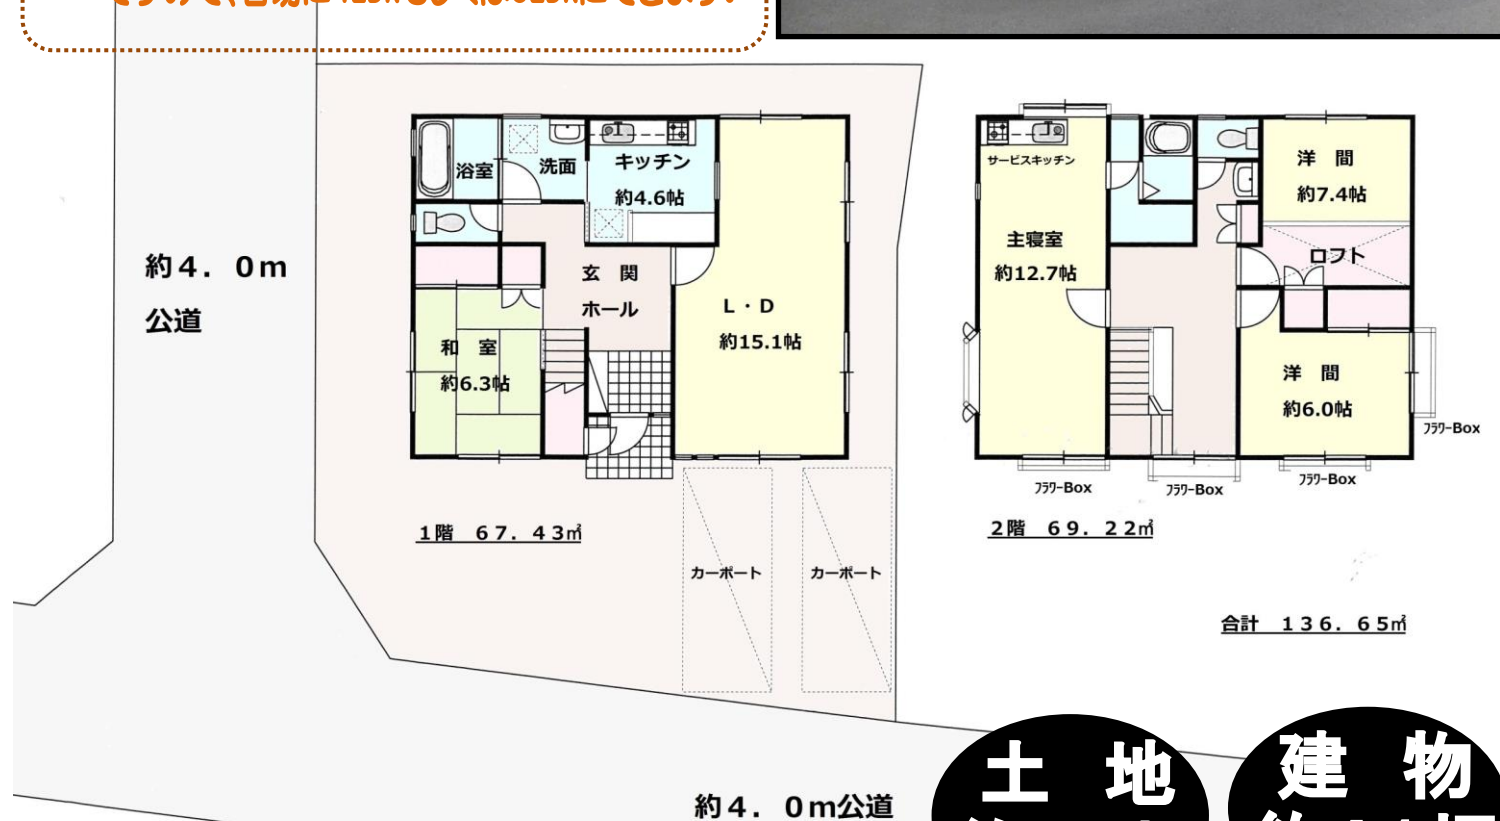 約4.0m
公道
浴室
洗面
キッチン
約4.6帖
玄関
ホール
L・D
約15.1帖
和室
約6.3帖
1階 67.43㎡
カーポート
カーポート
サービスキッチン
主寝室
約12.7帖
洋間
約7.4帖
ロフト
洋間
約6.0帖
フラワーBox
フラワーBox
フラワーBox
フラワーBox
2階 69.22㎡
合計 136.65㎡
約4.0m公道
土地
建物